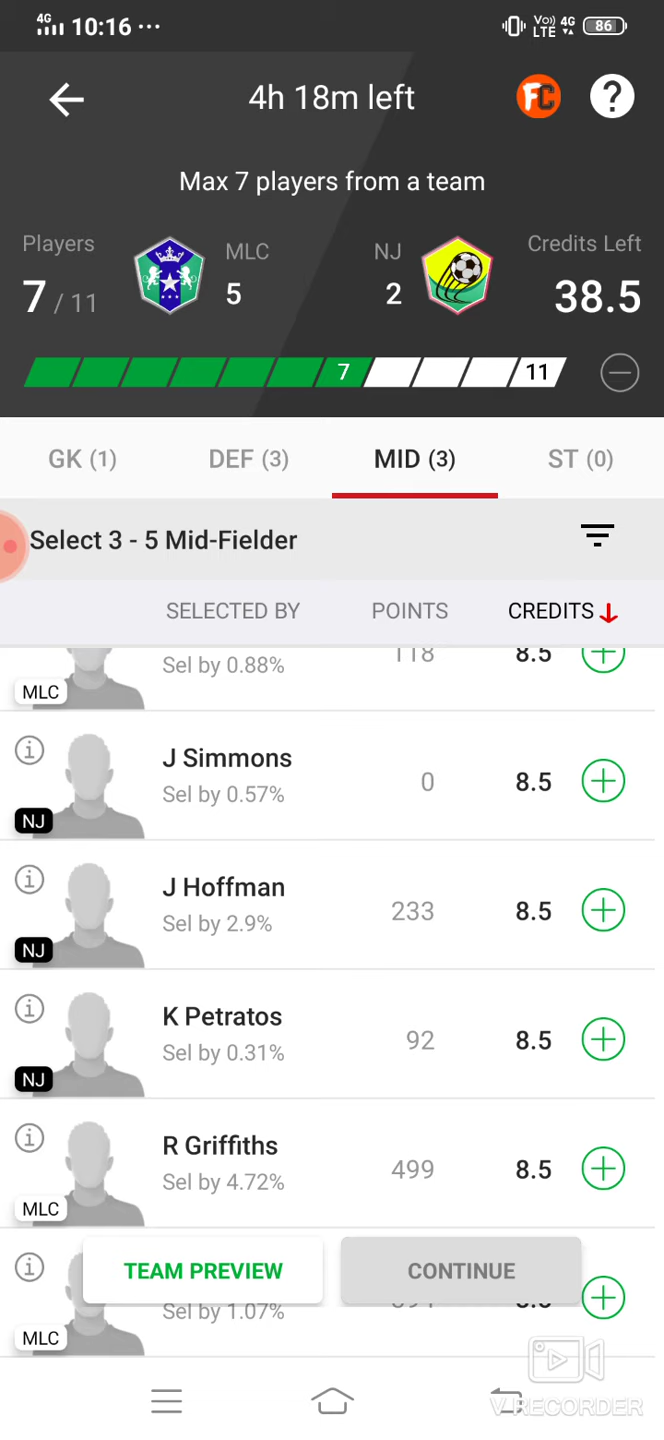 4G 10:16 ... Vo) LTE 4G 86
4h 18m left FC ?
Max 7 players from a team
Players MLC NJ Credits Left
7 / 11 5 2 38.5
7 11
GK (1) DEF (3) MID (3) ST (0)
Select 3 - 5 Mid-Fielder
SELECTED BY POINTS CREDITS
Sel by 0.88% 118 8.5
MLC
J Simmons
Sel by 0.57% 0 8.5
NJ
J Hoffman
Sel by 2.9% 233 8.5
NJ
K Petratos
Sel by 0.31% 92 8.5
NJ
R Griffiths
Sel by 4.72% 499 8.5
MLC
TEAM PREVIEW CONTINUE
Sel by 1.07%
MLC
V RECORDER